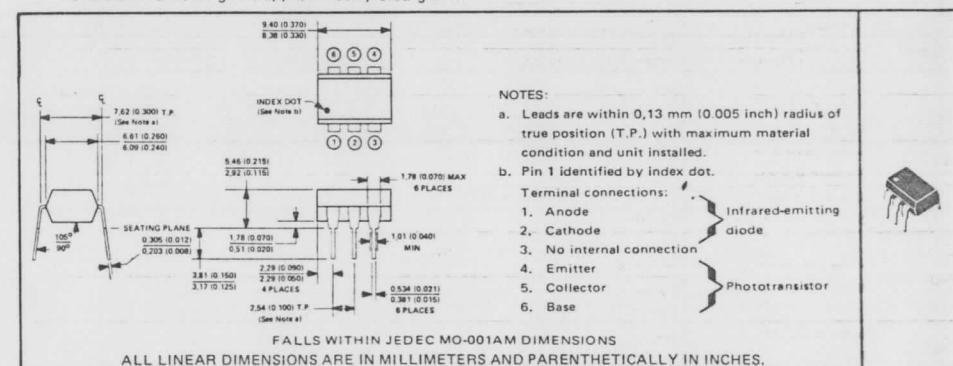 9,40 (0.370)
8,38 (0.330)
6 5 4
INDEX DOT
(See Note b)
1 2 3
℄ ℄
7,62 (0.300) T.P.
(See Note a)
6,61 (0.260)
6,09 (0.240)
5,46 (0.215)
2,92 (0.115)
1,78 (0.070) MAX
6 PLACES
105°
90°
SEATING PLANE
0,305 (0.012)
0,203 (0.008)
1,78 (0.070)
0,51 (0.020)
1,01 (0.040)
MIN
3,81 (0.150)
3,17 (0.125)
2,29 (0.090)
4 PLACES
0,534 (0.021)
0,381 (0.015)
6 PLACES
2,54 (0.100) T.P.
(See Note a)
NOTES:
a. Leads are within 0,13 mm (0.005 inch) radius of
true position (T.P.) with maximum material
condition and unit installed.
b. Pin 1 identified by index dot.
Terminal connections:
1. Anode
2. Cathode
Infrared-emitting
diode
3. No internal connection
4. Emitter
5. Collector
6. Base
Phototransistor
FALLS WITHIN JEDEC MO-001AM DIMENSIONS
ALL LINEAR DIMENSIONS ARE IN MILLIMETERS AND PARENTHETICALLY IN INCHES.